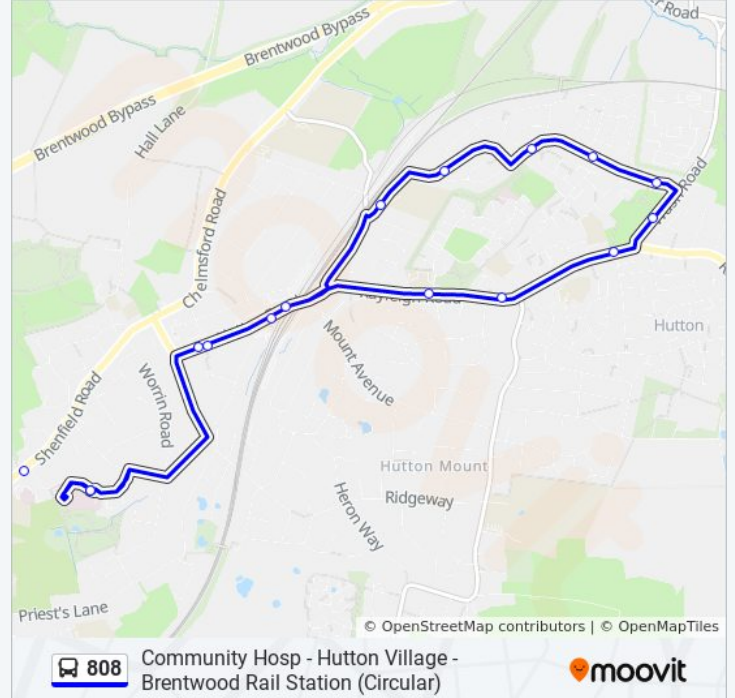 Road
Brentwood Bypass
Brentwood Bypass
Hall Lane
Chelmsford Road
Road
Road
Hutton
Mount Avenue
Worrin Road
Shenfield Road
Hutton Mount
Ridgeway
Heron Way
Priest's Lane
© OpenStreetMap contributors | © OpenMapTiles
808
Community Hosp - Hutton Village -
Brentwood Rail Station (Circular)
moovit